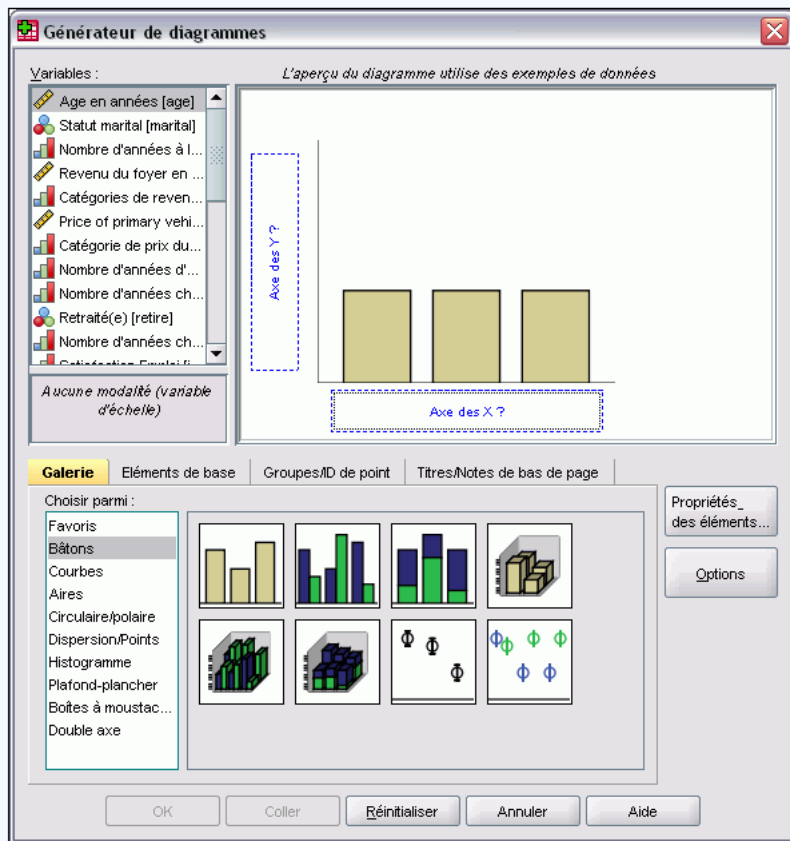 Générateur de diagrammes
Variables :
L'aperçu du diagramme utilise des exemples de données
Age en années [age]
Statut marital [marital]
Nombre d'années à l...
Revenu du foyer en ...
Catégories de reven...
Price of primary vehi...
Catégorie de prix du...
Nombre d'années d'...
Nombre d'années ch...
Retraité(e) [retire]
Nombre d'années ch...
Satisfaction Emploi [j...
Aucune modalité (variable
d'échelle)
Axe des Y ?
Axe des X ?
Galerie
Eléments de base
Groupes/ID de point
Titres/Notes de bas de page
Choisir parmi :
Favoris
Bâtons
Courbes
Aires
Circulaire/polaire
Dispersion/Points
Histogramme
Plafond-plancher
Boîtes à moustac...
Double axe
Propriétés_
des éléments...
Options
OK
Coller
Réinitialiser
Annuler
Aide